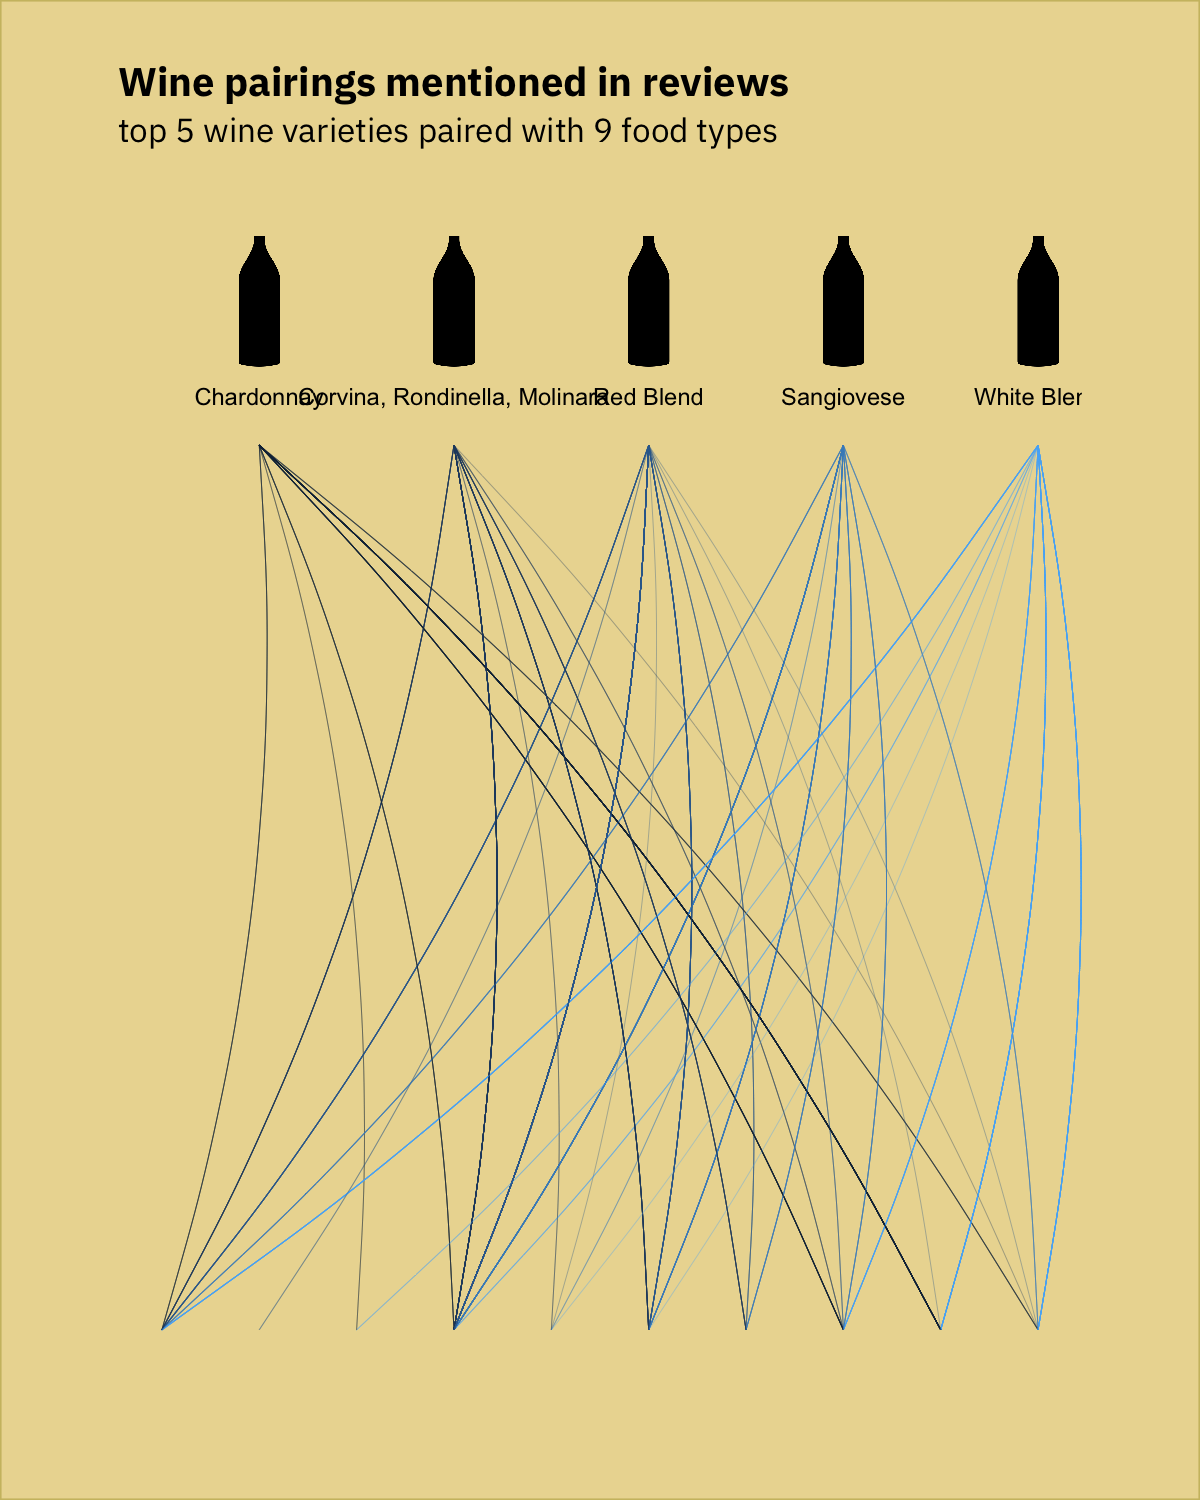 Wine pairings mentioned in reviews
top 5 wine varieties paired with 9 food types
Chardonnay Corvina, Rondinella, Molinara Red Blend Sangiovese White Blen